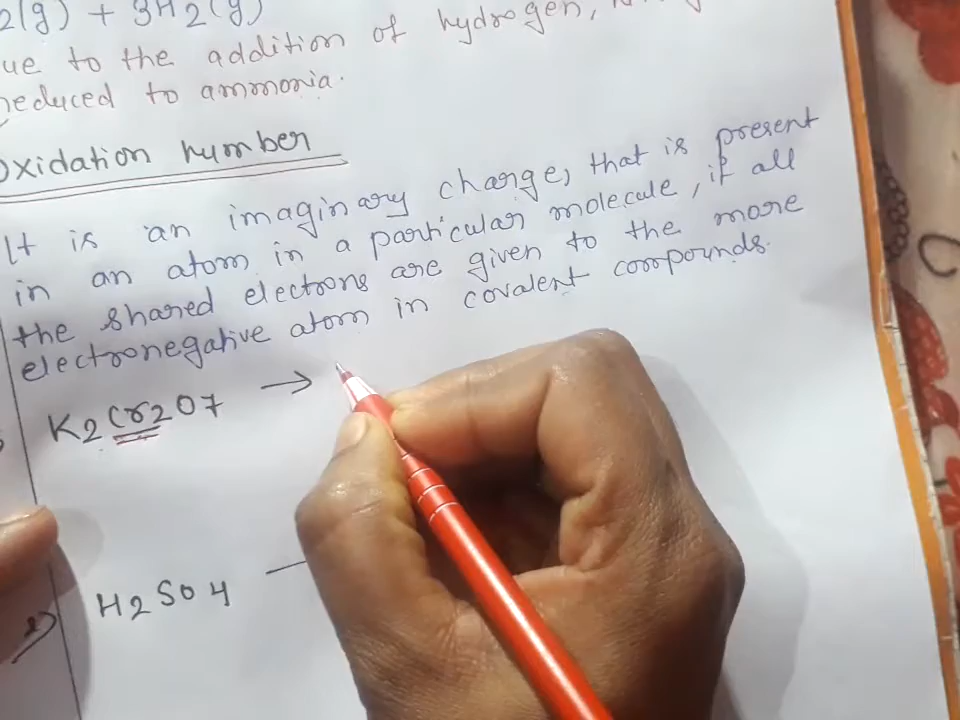 2(g) + 3H2(g)
ue to the addition of hydrogen,
reduced to ammonia.
Oxidation number
It is an imaginary charge, that is present
in an atom in a particular molecule, if all
the shared electrons are given to the more
electronegative atom in covalent compounds.
K2Cr2O7 →
2) H2SO4